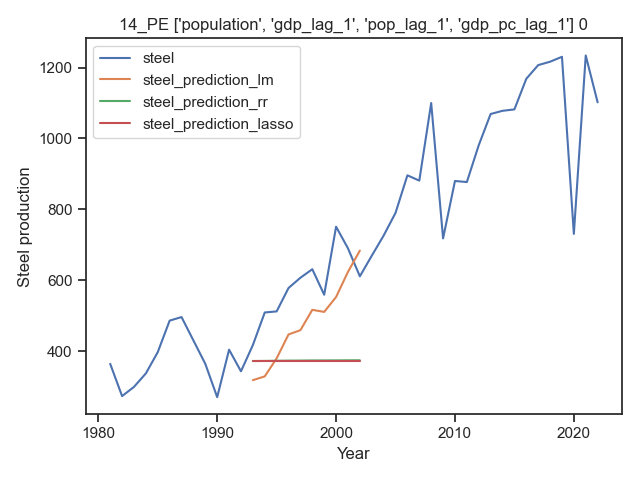 14_PE ['population', 'gdp_lag_1', 'pop_lag_1', 'gdp_pc_lag_1'] 0
steel
steel_prediction_lm
steel_prediction_rr
steel_prediction_lasso
Steel production
1200
1000
800
600
400
1980
1990
2000
2010
2020
Year